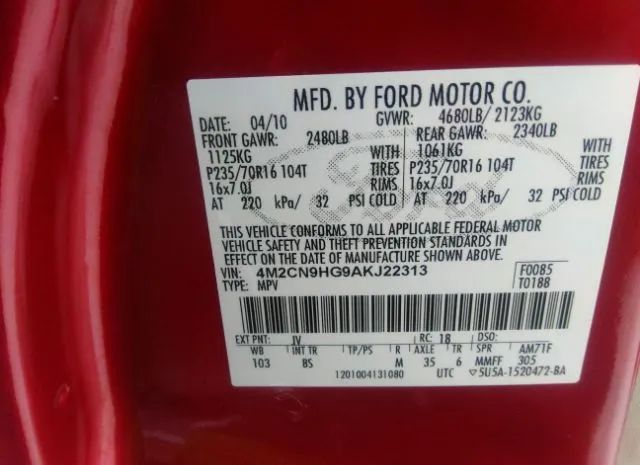 MFD. BY FORD MOTOR CO.
DATE: 04/10 GVWR: 4680LB/ 2123KG
FRONT GAWR: 2480LB REAR GAWR: 2340LB
1125KG WITH 1061KG WITH
P235/70R16 104T TIRES P235/70R16 104T TIRES
16x7.0J RIMS 16x7.0J RIMS
AT 220 kPa/ 32 PSI COLD AT 220 kPa/ 32 PSI COLD
THIS VEHICLE CONFORMS TO ALL APPLICABLE FEDERAL MOTOR
VEHICLE SAFETY AND THEFT PREVENTION STANDARDS IN
EFFECT ON THE DATE OF MANUFACTURE SHOWN ABOVE.
VIN: 4M2CN9HG9AKJ22313 F0085
TYPE: MPV T0188
EXT PNT: JV RC: 18 DSO:
WB INT TR TP/PS R AXLE TR SPR AM71F
103 8S M 35 6 MMFF 305
1201004131080 UTC 5U5A-1520472-BA